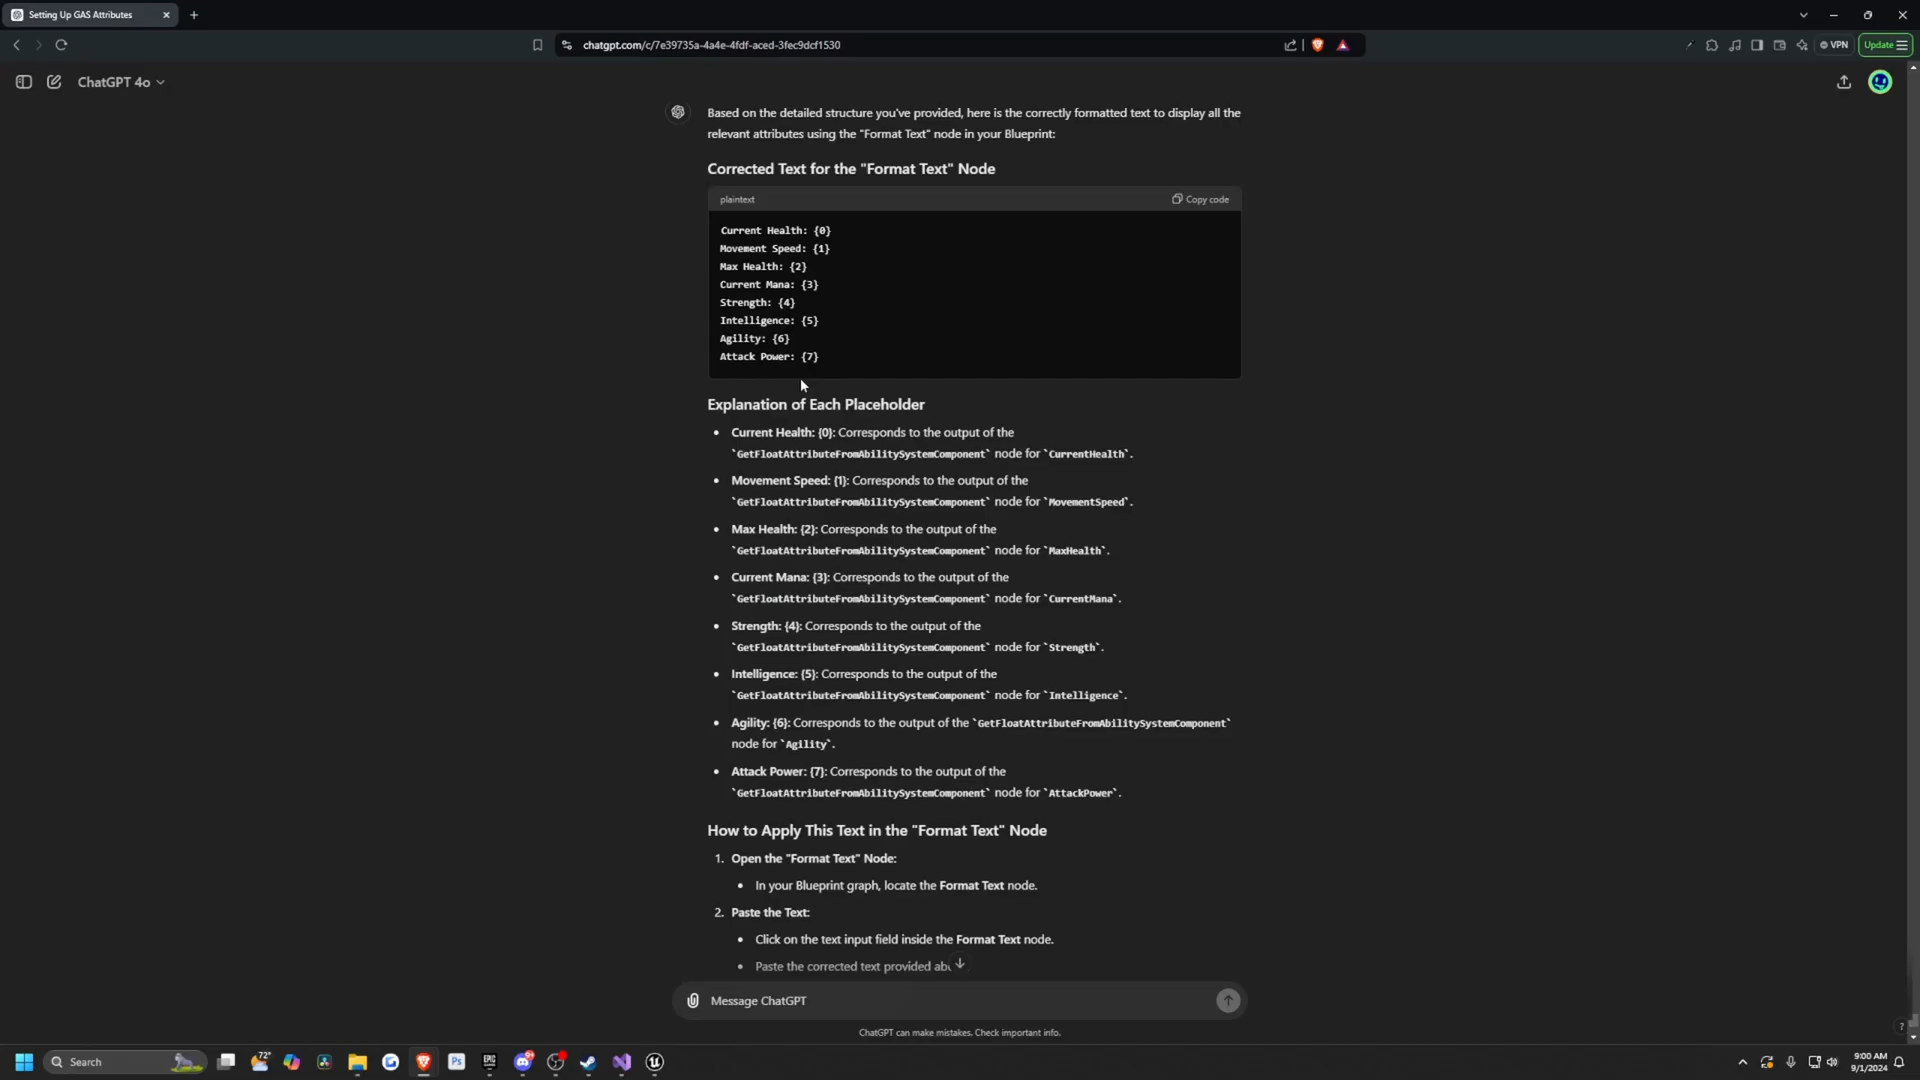 Setting Up GAS Attributes
chatgpt.com/c/7e39735a-4a4e-4fdf-aced-3fec9dcf1530
VPN
Update
ChatGPT 4o
Based on the detailed structure you've provided, here is the correctly formatted text to display all the
relevant attributes using the "Format Text" node in your Blueprint:
Corrected Text for the "Format Text" Node
plaintext
Copy code
Current Health: {0}
Movement Speed: {1}
Max Health: {2}
Current Mana: {3}
Strength: {4}
Intelligence: {5}
Agility: {6}
Attack Power: {7}
Explanation of Each Placeholder
• Current Health: {0}: Corresponds to the output of the
`GetFloatAttributeFromAbilitySystemComponent` node for `CurrentHealth`.
• Movement Speed: {1}: Corresponds to the output of the
`GetFloatAttributeFromAbilitySystemComponent` node for `MovementSpeed`.
• Max Health: {2}: Corresponds to the output of the
`GetFloatAttributeFromAbilitySystemComponent` node for `MaxHealth`.
• Current Mana: {3}: Corresponds to the output of the
`GetFloatAttributeFromAbilitySystemComponent` node for `CurrentMana`.
• Strength: {4}: Corresponds to the output of the
`GetFloatAttributeFromAbilitySystemComponent` node for `Strength`.
• Intelligence: {5}: Corresponds to the output of the
`GetFloatAttributeFromAbilitySystemComponent` node for `Intelligence`.
• Agility: {6}: Corresponds to the output of the `GetFloatAttributeFromAbilitySystemComponent`
node for `Agility`.
• Attack Power: {7}: Corresponds to the output of the
`GetFloatAttributeFromAbilitySystemComponent` node for `AttackPower`.
How to Apply This Text in the "Format Text" Node
1. Open the "Format Text" Node:
• In your Blueprint graph, locate the Format Text node.
2. Paste the Text:
• Click on the text input field inside the Format Text node.
• Paste the corrected text provided abo
Message ChatGPT
ChatGPT can make mistakes. Check important info.
?
Search
72°
Ps
EPIC
9:00 AM
9/1/2024